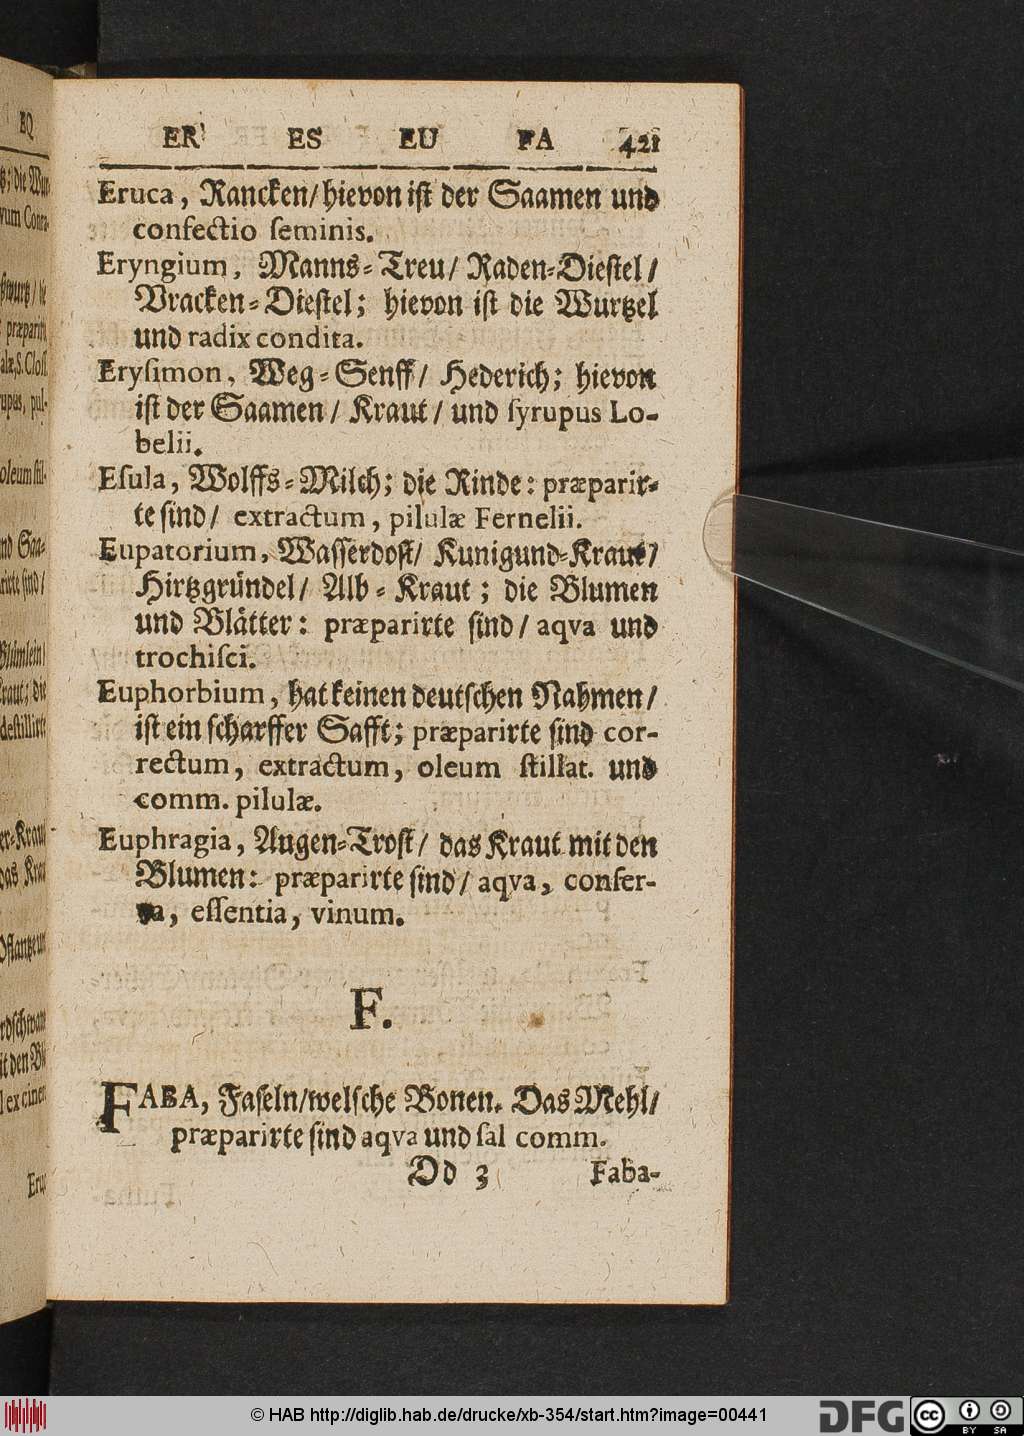 ER ES EU FA 421
Eruca, Rancken/hievon ist der Saamen und
confectio seminis.
Eryngium, Manns-Treu/ Raden-Diestel/
Vracken-Diestel; hievon ist die Wurtzel
und radix condita.
Erysimon, Weg-Senff/ Hederich; hievon
ist der Saamen/ Kraut/ und syrupus Lo-
belii.
Esula, Wolffs-Milch; die Rinde: præparir-
te sind/ extractum, pilulæ Fernelii.
Eupatorium, Wasserdost/ Kunigund-Kraut/
Hirtzgründel/ Alb-Kraut; die Blumen
und Blätter: præparirte sind/ aqva und
trochisci.
Euphorbium, hat keinen deutschen Nahmen/
ist ein scharffer Safft; præparirte sind cor-
rectum, extractum, oleum stillat. und
comm. pilulæ.
Euphragia, Augen-Trost/ das Kraut mit den
Blumen: præparirte sind/ aqva, conser-
va, essentia, vinum.
F.
FABA, Faseln/welsche Bonen. Das Mehl/
præparirte sind aqva und sal comm.
Dd 3 Faba-
© HAB http://diglib.hab.de/drucke/xb-354/start.htm?image=00441
DFG
cc BY SA